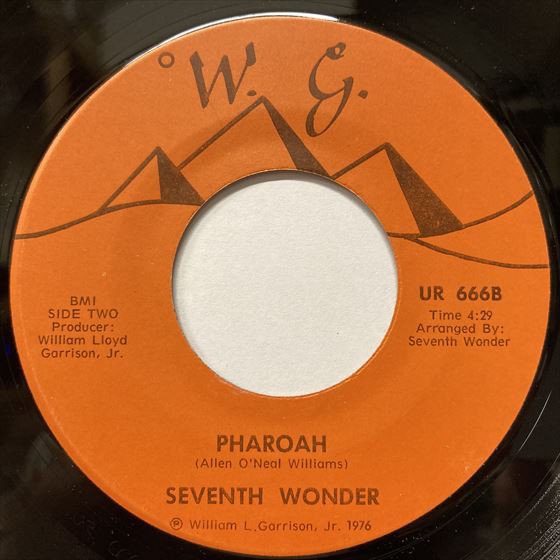 W. G.
BMI
SIDE TWO
Producer:
William Lloyd
Garrison, Jr.
UR 666B
Time 4:29
Arranged By:
Seventh Wonder
PHAROAH
(Allen O'Neal Williams)
SEVENTH WONDER
Ⓟ William L. Garrison, Jr. 1976